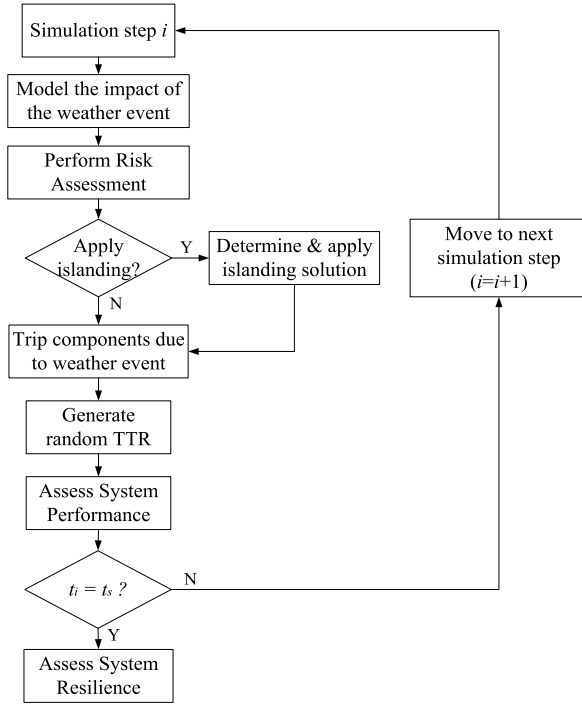 Simulation step i
Model the impact of
the weather event
Perform Risk
Assessment
Apply
islanding?
Y
Determine & apply
islanding solution
N
Move to next
simulation step
(i=i+1)
Trip components due
to weather event
Generate
random TTR
Assess System
Performance
ti = ts ?
N
Y
Assess System
Resilience